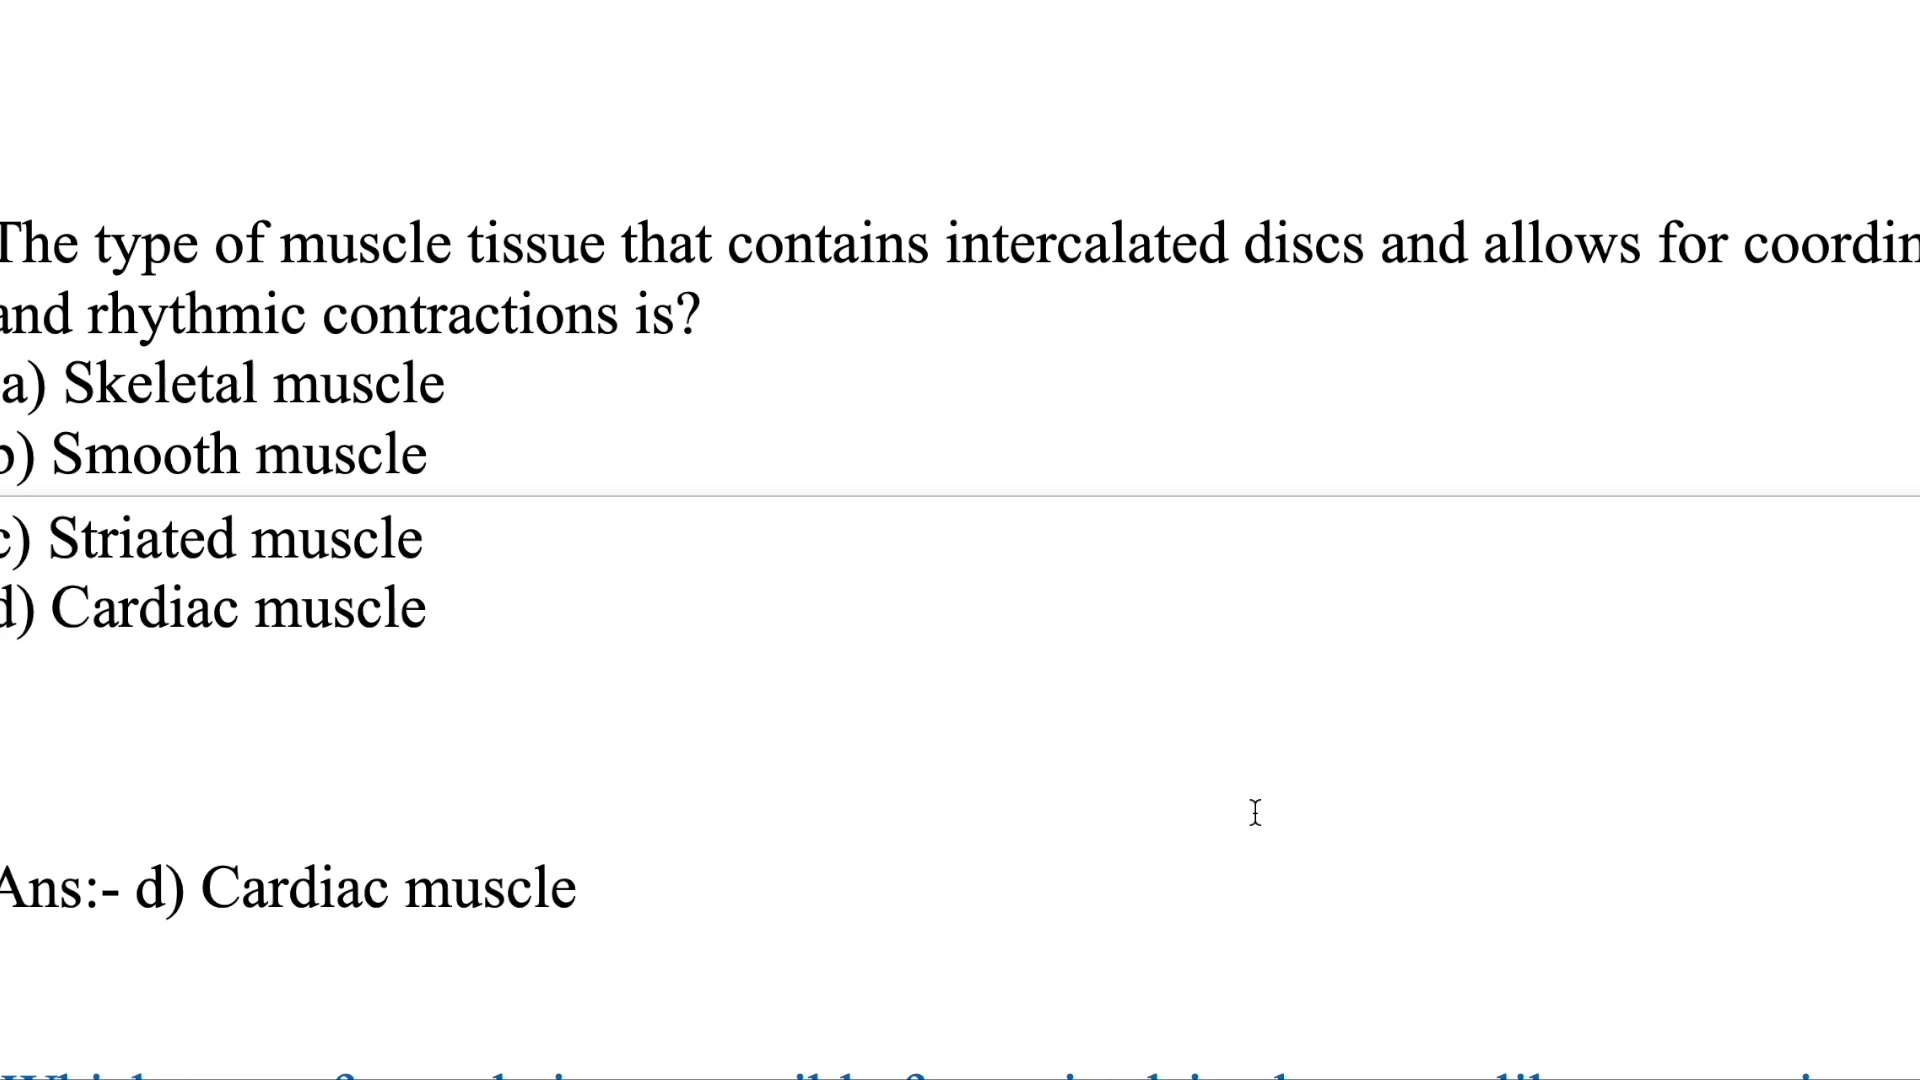 The type of muscle tissue that contains intercalated discs and allows for coordin
and rhythmic contractions is?
a) Skeletal muscle
b) Smooth muscle
c) Striated muscle
d) Cardiac muscle
Ans:- d) Cardiac muscle